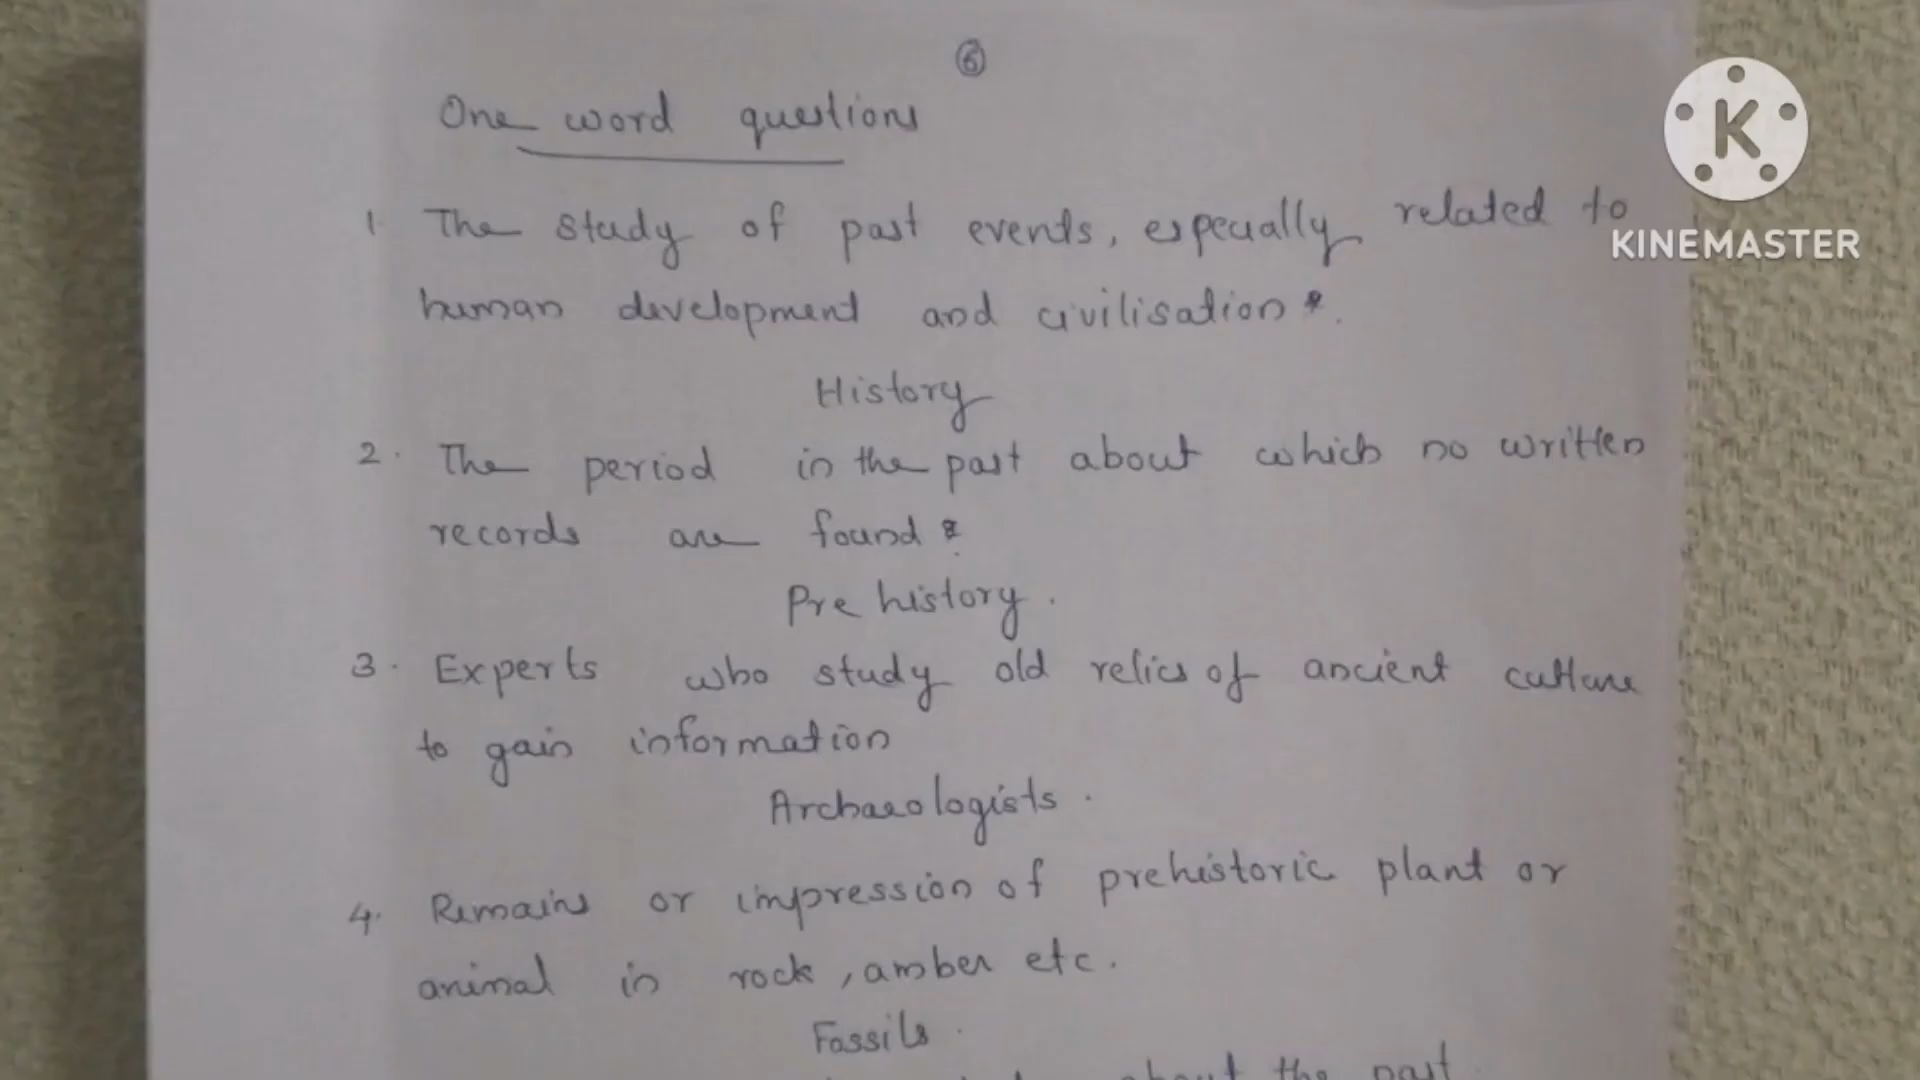 6
One word questions
1. The study of past events, especially related to
human development and civilisation.
History
2. The period in the past about which no written
records are found
Pre history.
3. Experts who study old relics of ancient culture
to gain information
Archaeologists.
4. Remains or impression of prehistoric plant or
animal in rock, amber etc.
Fossils.
about the past
K
KINEMASTER